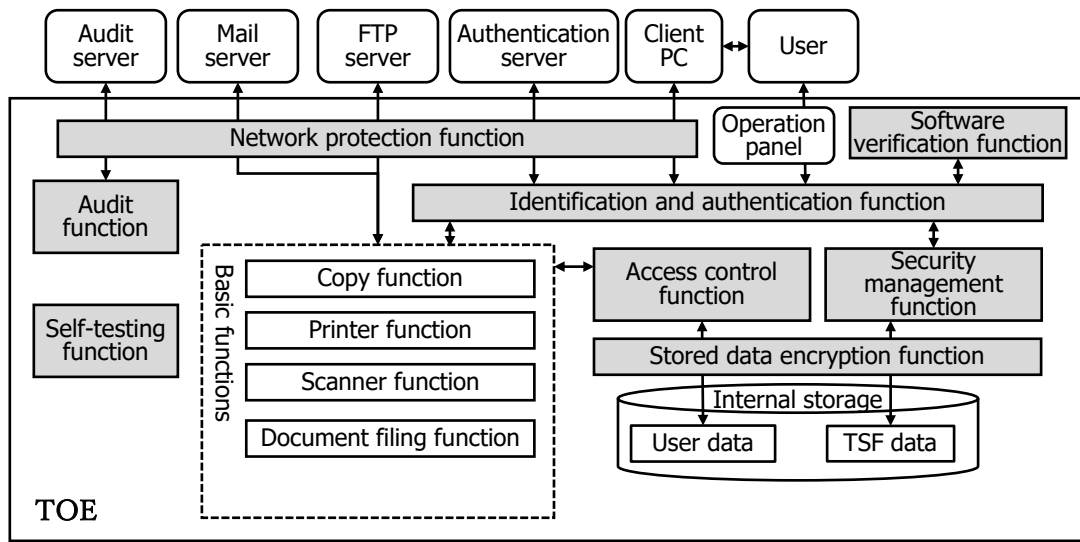 Audit
server
Mail
server
FTP
server
Authentication
server
Client
PC
User
Network protection function
Operation
panel
Software
verification function
Audit
function
Identification and authentication function
Basic functions
Copy function
Printer function
Scanner function
Document filing function
Access control
function
Security
management
function
Self-testing
function
Stored data encryption function
Internal storage
User data
TSF data
TOE